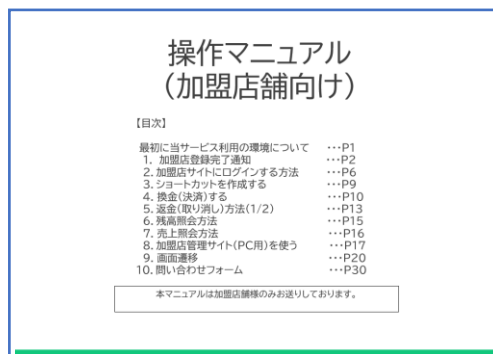 操作マニュアル
(加盟店舗向け)
【目次】
最初に当サービス利用の環境について ・・・P1
1. 加盟店登録完了通知 ・・・P2
2. 加盟店サイトにログインする方法 ・・・P6
3. ショートカットを作成する ・・・P9
4. 換金(決済)する ・・・P10
5. 返金(取り消し)方法(1/2) ・・・P13
6. 残高照会方法 ・・・P15
7. 売上照会方法 ・・・P16
8. 加盟店管理サイト(PC用)を使う ・・・P17
9. 画面遷移 ・・・P20
10. 問い合わせフォーム ・・・P30
本マニュアルは加盟店舗様のみお送りしております。